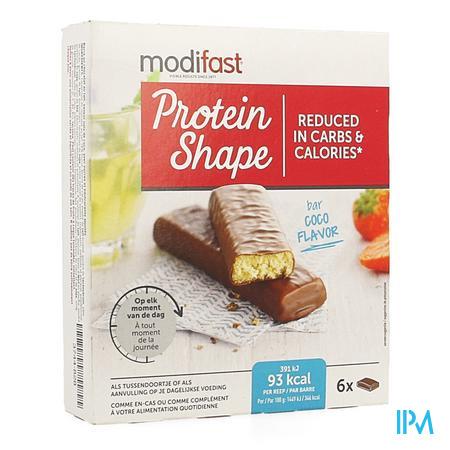 modifast
VISIBLE RESULTS SINCE 1977
Protein
Shape
REDUCED
IN CARBS &
CALORIES*
bar
COCO
FLAVOR
Op elk
moment
van de dag
À tout
moment
de la
journée
ALS TUSSENDOORTJE OF ALS
AANVULLING OP JE DAGELIJKSE VOEDING
COMME EN-CAS OU COMME COMPLÉMENT
À VOTRE ALIMENTATION QUOTIDIENNE
391 kJ
93 kcal
PER REEP / PAR BARRE
Per / Par 100 g: 1449 kJ / 346 kcal
6x
IPM